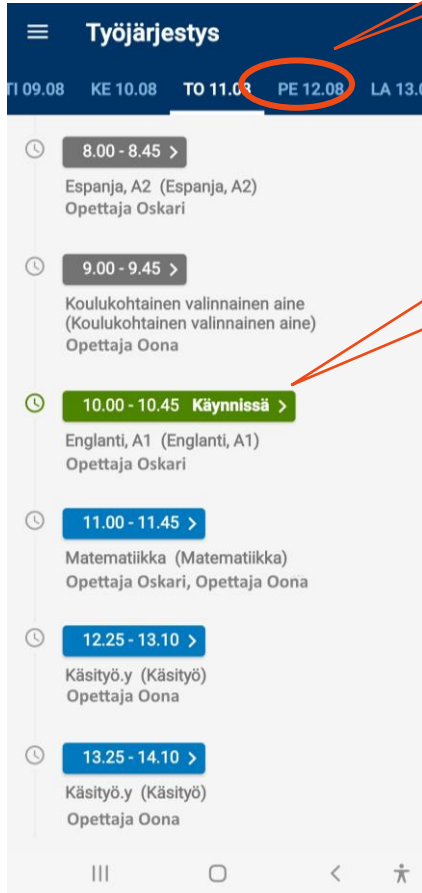 Työjärjestys
TI 09.08 KE 10.08 TO 11.08 PE 12.08 LA 13.0
8.00 - 8.45 >
Espanja, A2 (Espanja, A2)
Opettaja Oskari
9.00 - 9.45 >
Koulukohtainen valinnainen aine
(Koulukohtainen valinnainen aine)
Opettaja Oona
10.00 - 10.45 Käynnissä >
Englanti, A1 (Englanti, A1)
Opettaja Oskari
11.00 - 11.45 >
Matematiikka (Matematiikka)
Opettaja Oskari, Opettaja Oona
12.25 - 13.10 >
Käsityö.y (Käsityö)
Opettaja Oona
13.25 - 14.10 >
Käsityö.y (Käsityö)
Opettaja Oona